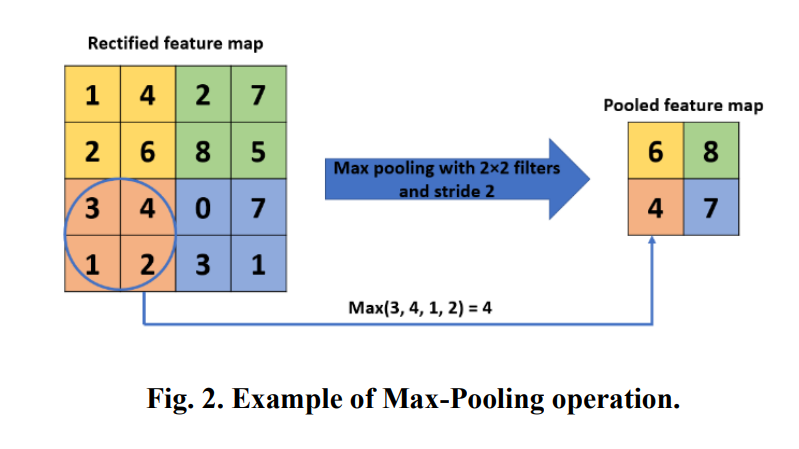 Rectified feature map
1 4 2 7
2 6 8 5
3 4 0 7
1 2 3 1
Max pooling with 2×2 filters
and stride 2
Pooled feature map
6 8
4 7
Max(3, 4, 1, 2) = 4
Fig. 2. Example of Max-Pooling operation.